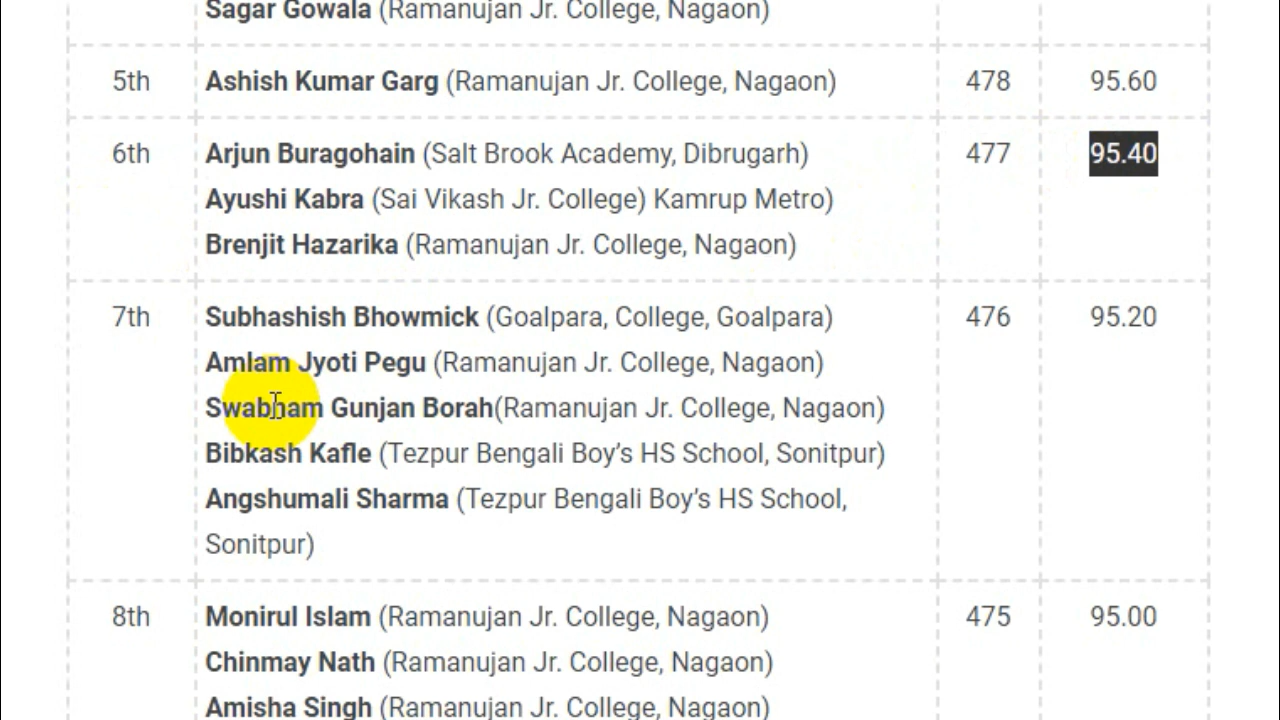 Sagar Gowala (Ramanujan Jr. College, Nagaon)
5th Ashish Kumar Garg (Ramanujan Jr. College, Nagaon) 478 95.60
6th Arjun Buragohain (Salt Brook Academy, Dibrugarh) 477 95.40
Ayushi Kabra (Sai Vikash Jr. College) Kamrup Metro)
Brenjit Hazarika (Ramanujan Jr. College, Nagaon)
7th Subhashish Bhowmick (Goalpara, College, Goalpara) 476 95.20
Amlam Jyoti Pegu (Ramanujan Jr. College, Nagaon)
Swabham Gunjan Borah(Ramanujan Jr. College, Nagaon)
Bibkash Kafle (Tezpur Bengali Boy’s HS School, Sonitpur)
Angshumali Sharma (Tezpur Bengali Boy’s HS School,
Sonitpur)
8th Monirul Islam (Ramanujan Jr. College, Nagaon) 475 95.00
Chinmay Nath (Ramanujan Jr. College, Nagaon)
Amisha Singh (Ramanujan Jr. College, Nagaon)